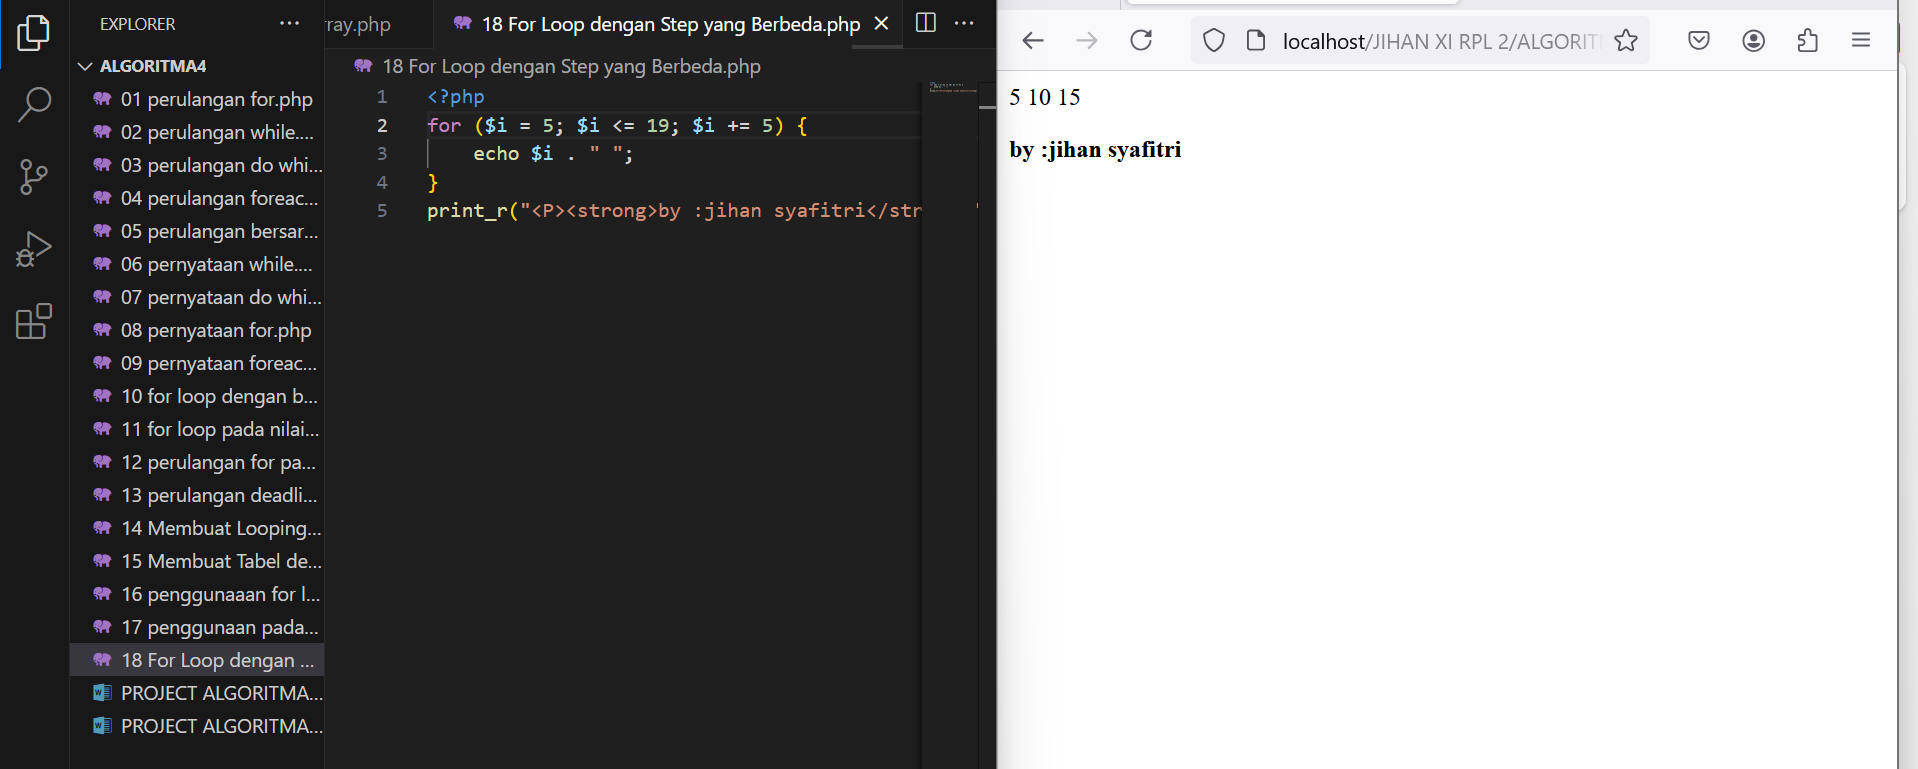 EXPLORER
ALGORITMA4
01 perulangan for.php
02 perulangan while....
03 perulangan do whi...
04 perulangan foreac...
05 perulangan bersar...
06 pernyataan while....
07 pernyataan do whi...
08 pernyataan for.php
09 pernyataan foreac...
10 for loop dengan b...
11 for loop pada nilai...
12 perulangan for pa...
13 perulangan deadli...
14 Membuat Looping...
15 Membuat Tabel de...
16 penggunaaan for l...
17 penggunaan pada...
18 For Loop dengan ...
PROJECT ALGORITMA...
PROJECT ALGORITMA...
ray.php
18 For Loop dengan Step yang Berbeda.php
18 For Loop dengan Step yang Berbeda.php
1 <?php
2 for ($i = 5; $i <= 19; $i += 5) {
3 echo $i . " ";
4 }
5 print_r("<P><strong>by :jihan syafitri</str
localhost/JIHAN XI RPL 2/ALGORIT
5 10 15
by :jihan syafitri